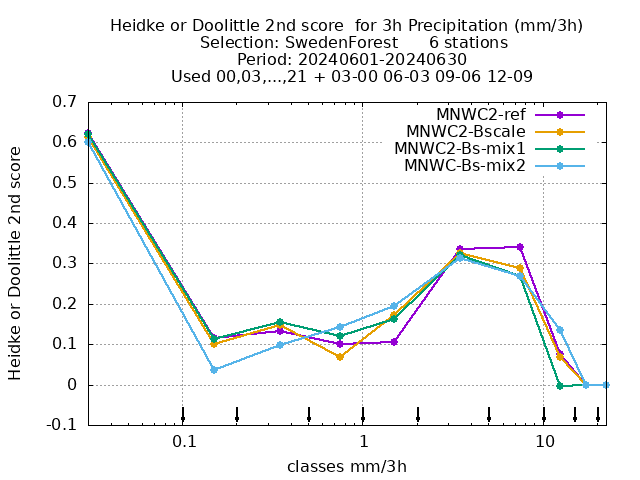 Heidke or Doolittle 2nd score  for 3h Precipitation (mm/3h)
Selection: SwedenForest      6 stations
Period: 20240601-20240630
Used 00,03,...,21 + 03-00 06-03 09-06 12-09
MNWC2-ref
MNWC2-Bscale
MNWC2-Bs-mix1
MNWC-Bs-mix2
Heidke or Doolittle 2nd score
0.7
0.6
0.5
0.4
0.3
0.2
0.1
0
-0.1
0.1 1 10
classes mm/3h